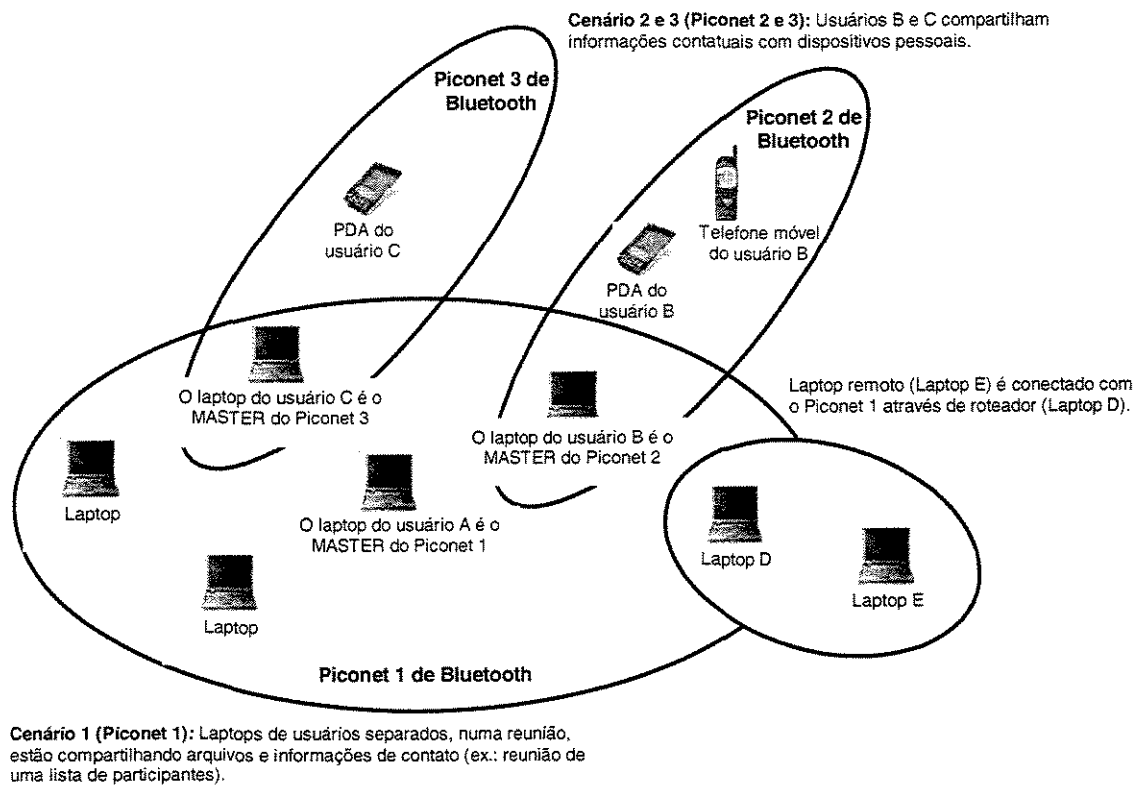 Cenário 2 e 3 (Piconet 2 e 3): Usuários B e C compartilham
informações contatuais com dispositivos pessoais.
Piconet 3 de
Bluetooth
Piconet 2 de
Bluetooth
PDA do
usuário C
Telefone móvel
do usuário B
PDA do
usuário B
Laptop remoto (Laptop E) é conectado com
o Piconet 1 através de roteador (Laptop D).
O laptop do usuário C é o
MASTER do Piconet 3
O laptop do usuário B é o
MASTER do Piconet 2
Laptop
O laptop do usuário A é o
MASTER do Piconet 1
Laptop D
Laptop E
Laptop
Piconet 1 de Bluetooth
Cenário 1 (Piconet 1): Laptops de usuários separados, numa reunião,
estão compartilhando arquivos e informações de contato (ex.: reunião de
uma lista de participantes).